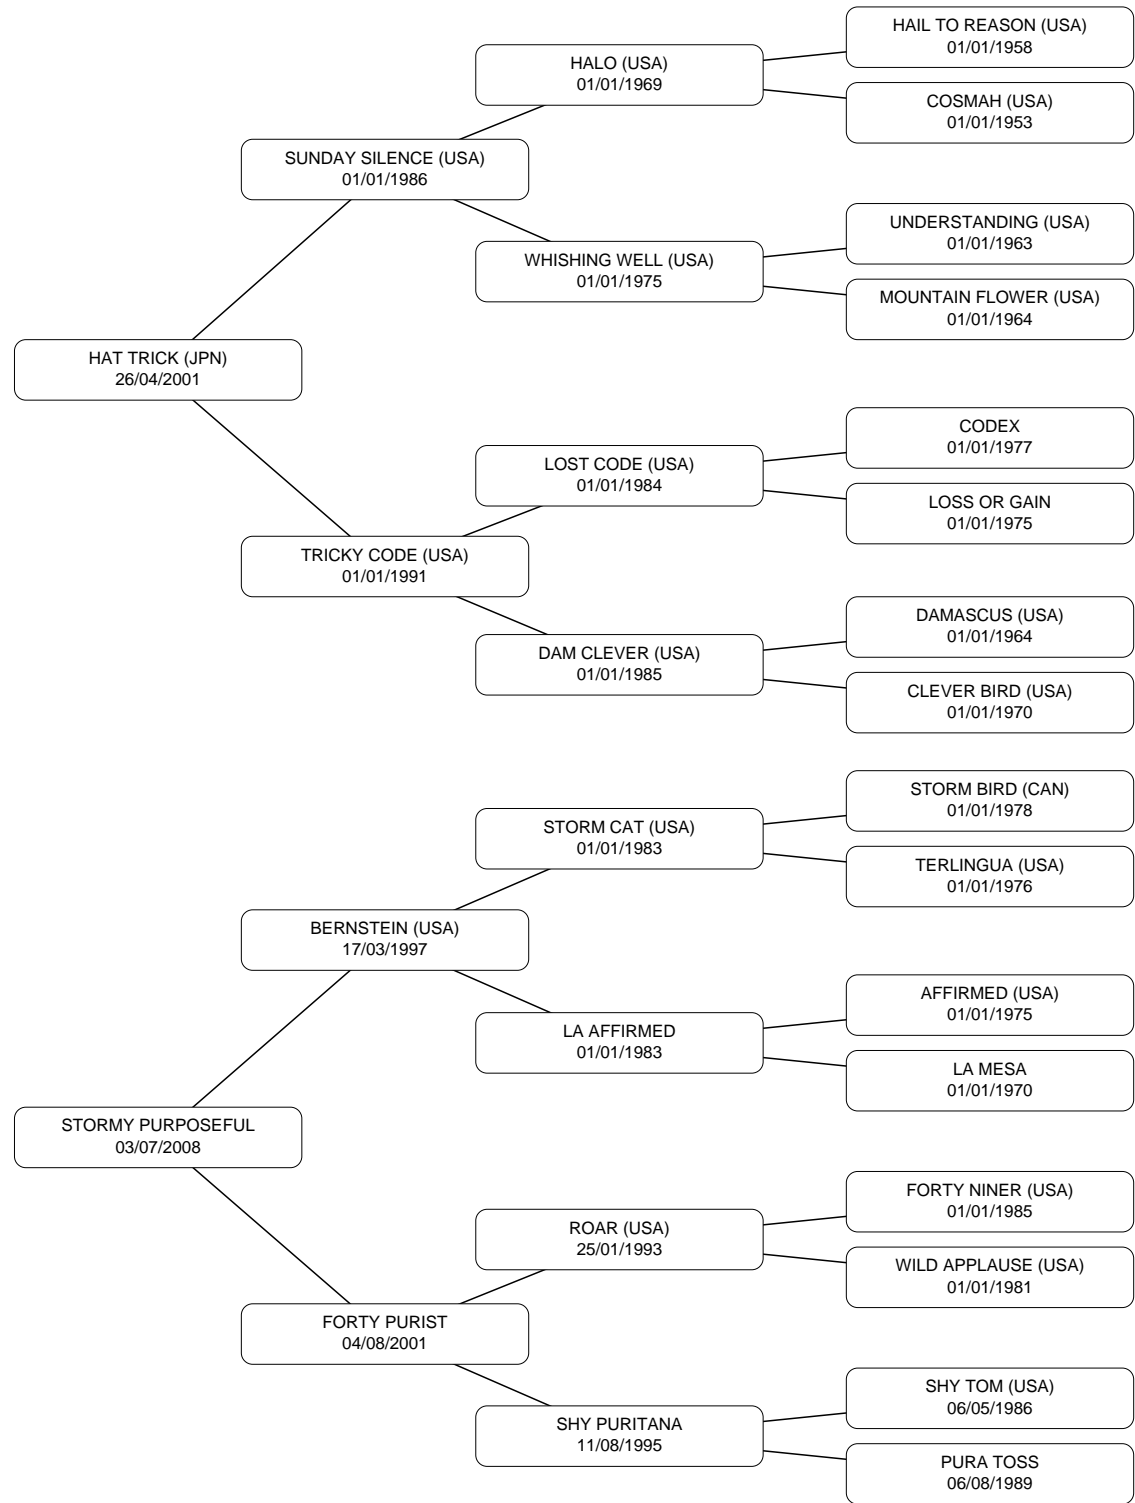 HAIL TO REASON (USA)
01/01/1958
HALO (USA)
01/01/1969
COSMAH (USA)
01/01/1953
SUNDAY SILENCE (USA)
01/01/1986
UNDERSTANDING (USA)
01/01/1963
WHISHING WELL (USA)
01/01/1975
MOUNTAIN FLOWER (USA)
01/01/1964
HAT TRICK (JPN)
26/04/2001
CODEX
01/01/1977
LOST CODE (USA)
01/01/1984
LOSS OR GAIN
01/01/1975
TRICKY CODE (USA)
01/01/1991
DAMASCUS (USA)
01/01/1964
DAM CLEVER (USA)
01/01/1985
CLEVER BIRD (USA)
01/01/1970
STORM BIRD (CAN)
01/01/1978
STORM CAT (USA)
01/01/1983
TERLINGUA (USA)
01/01/1976
BERNSTEIN (USA)
17/03/1997
AFFIRMED (USA)
01/01/1975
LA AFFIRMED
01/01/1983
LA MESA
01/01/1970
STORMY PURPOSEFUL
03/07/2008
FORTY NINER (USA)
01/01/1985
ROAR (USA)
25/01/1993
WILD APPLAUSE (USA)
01/01/1981
FORTY PURIST
04/08/2001
SHY TOM (USA)
06/05/1986
SHY PURITANA
11/08/1995
PURA TOSS
06/08/1989